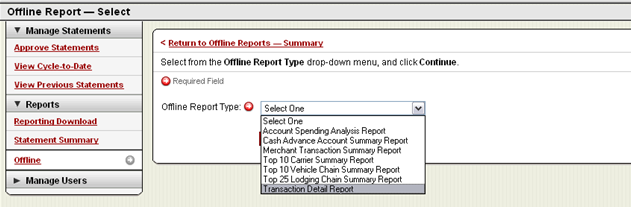 Offline Report — Select
▼ Manage Statements
Approve Statements
View Cycle-to-Date
View Previous Statements
▼ Reports
Reporting Download
Statement Summary
Offline
► Manage Users
< Return to Offline Reports — Summary
Select from the Offline Report Type drop-down menu, and click Continue.
Required Field
Offline Report Type:
Select One
Select One
Account Spending Analysis Report
Cash Advance Account Summary Report
Merchant Transaction Summary Report
Top 10 Carrier Summary Report
Top 10 Vehicle Chain Summary Report
Top 25 Lodging Chain Summary Report
Transaction Detail Report